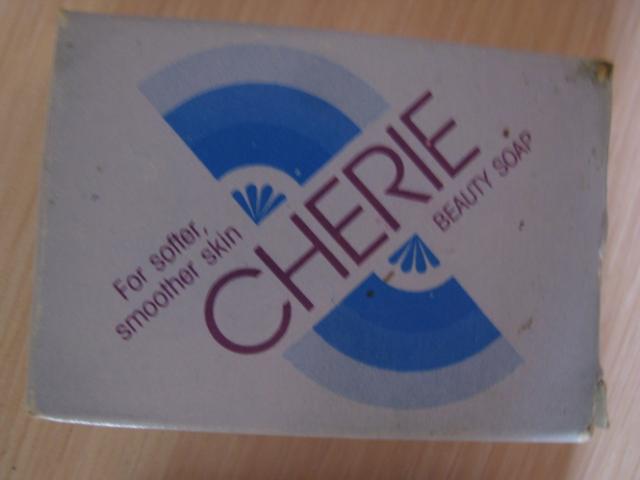 For softer,
smoother skin
CHERIE
BEAUTY SOAP